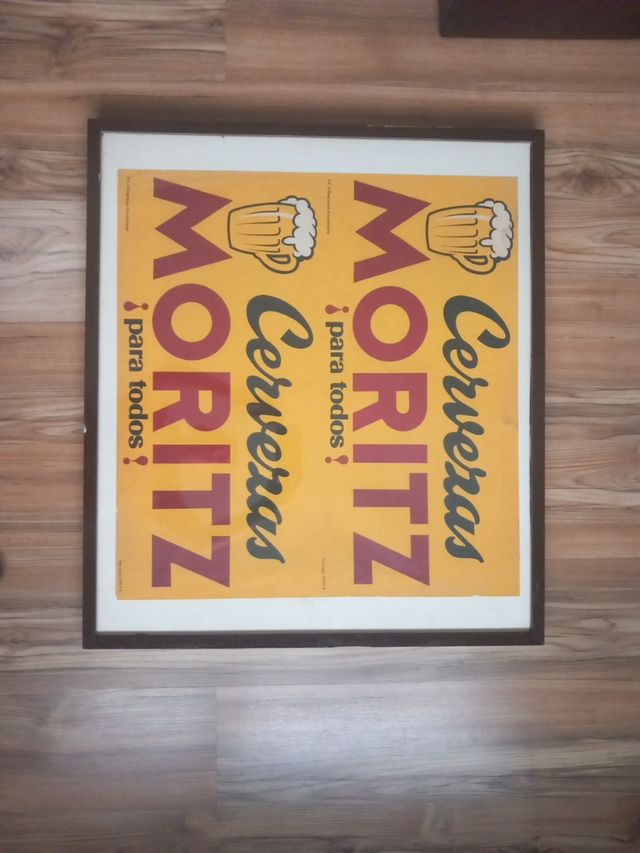 Cervezas
MORITZ
¡para todos!
Cervezas
MORITZ
¡para todos!